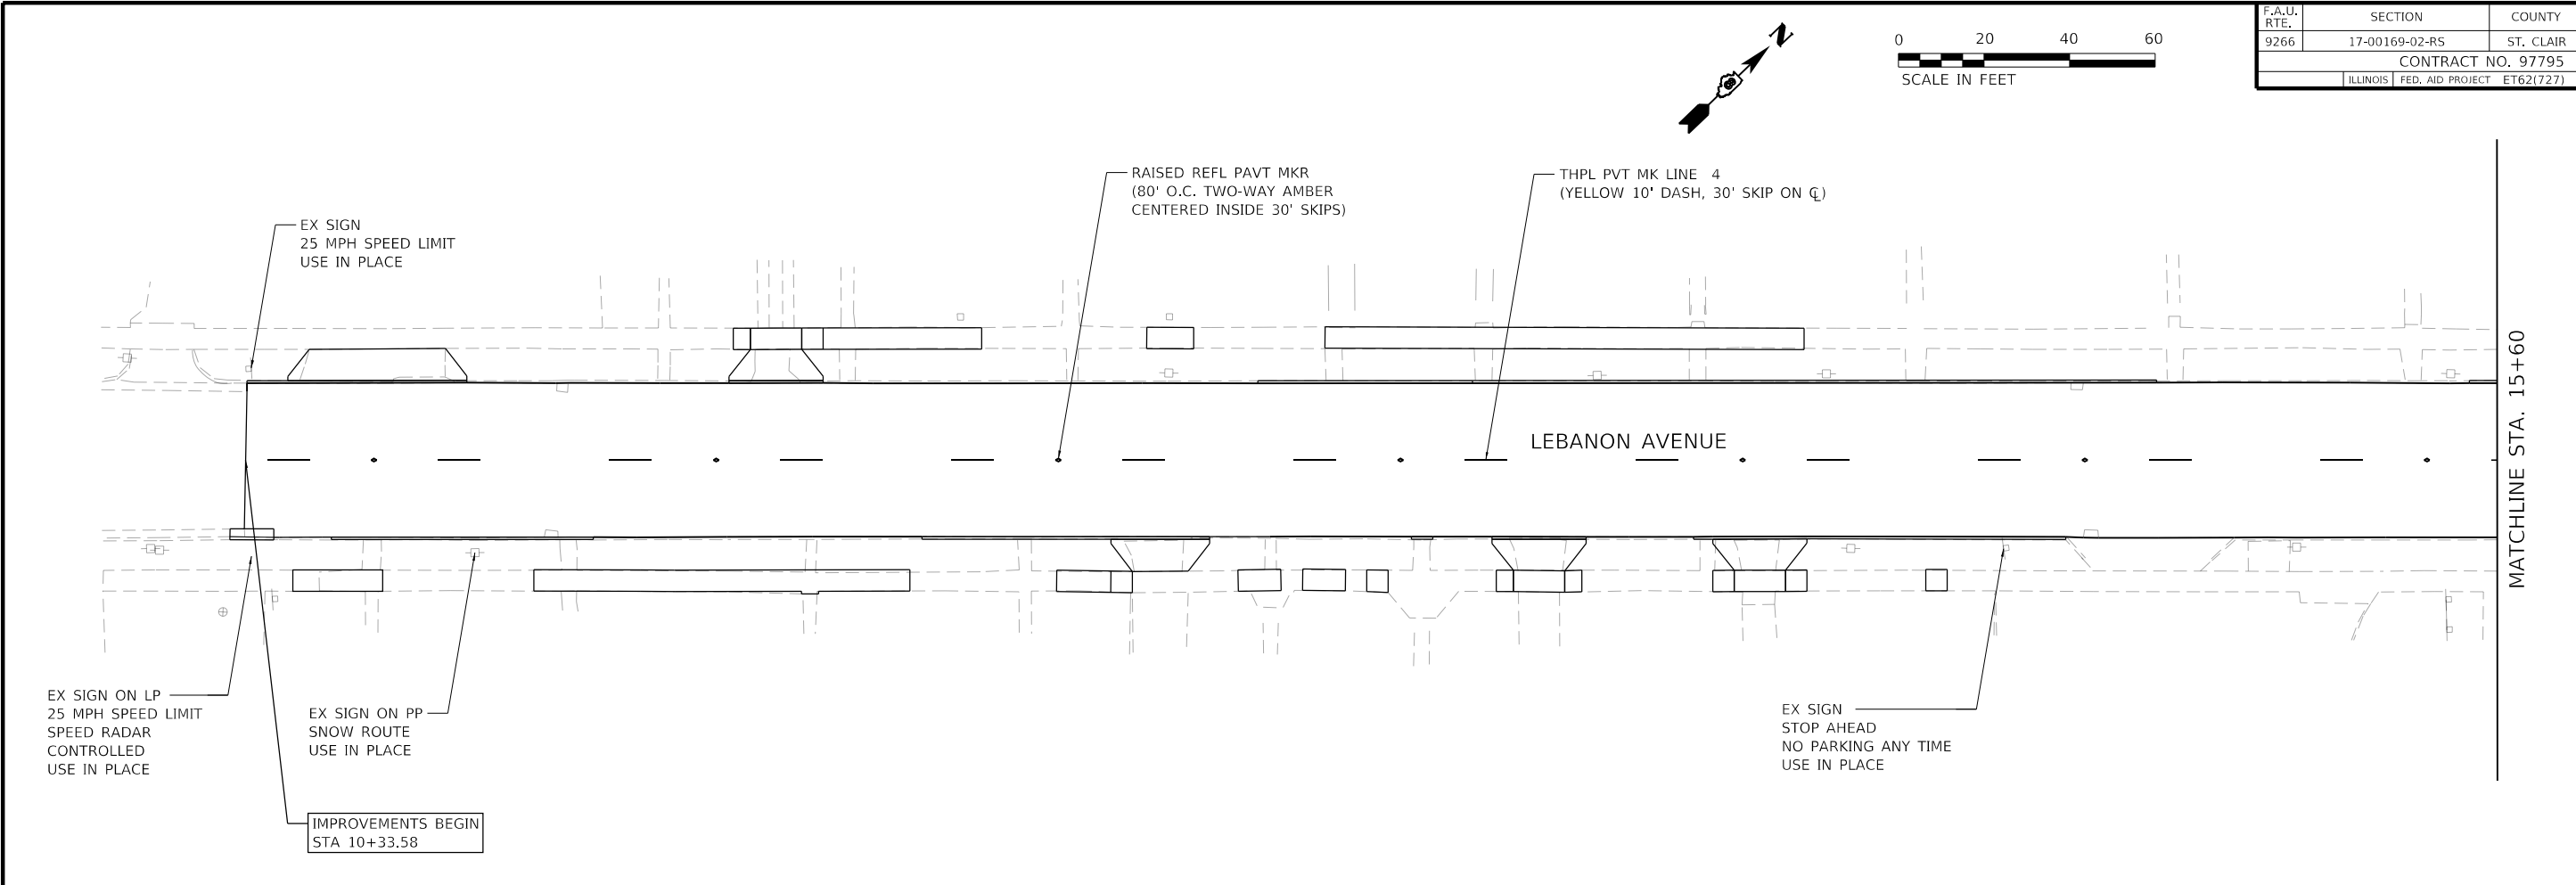 F.A.U. RTE. SECTION COUNTY
9266 17-00169-02-RS ST. CLAIR
CONTRACT NO. 97795
ILLINOIS FED. AID PROJECT ET62(727)
N
0 20 40 60
SCALE IN FEET
RAISED REFL PAVT MKR
(80' O.C. TWO-WAY AMBER
CENTERED INSIDE 30' SKIPS)
THPL PVT MK LINE 4
(YELLOW 10' DASH, 30' SKIP ON ℄)
EX SIGN
25 MPH SPEED LIMIT
USE IN PLACE
LEBANON AVENUE
MATCHLINE STA. 15+60
EX SIGN ON LP
25 MPH SPEED LIMIT
SPEED RADAR
CONTROLLED
USE IN PLACE
EX SIGN ON PP
SNOW ROUTE
USE IN PLACE
EX SIGN
STOP AHEAD
NO PARKING ANY TIME
USE IN PLACE
IMPROVEMENTS BEGIN
STA 10+33.58